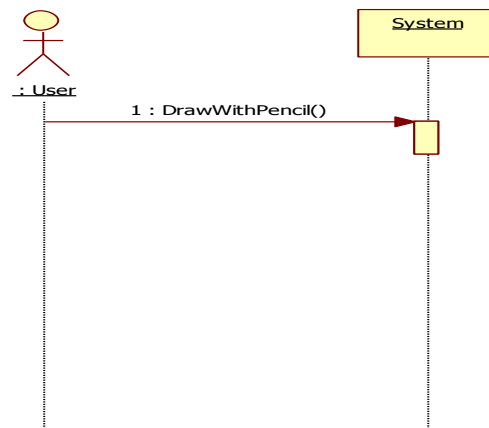 System
: User
1 : DrawWithPencil()